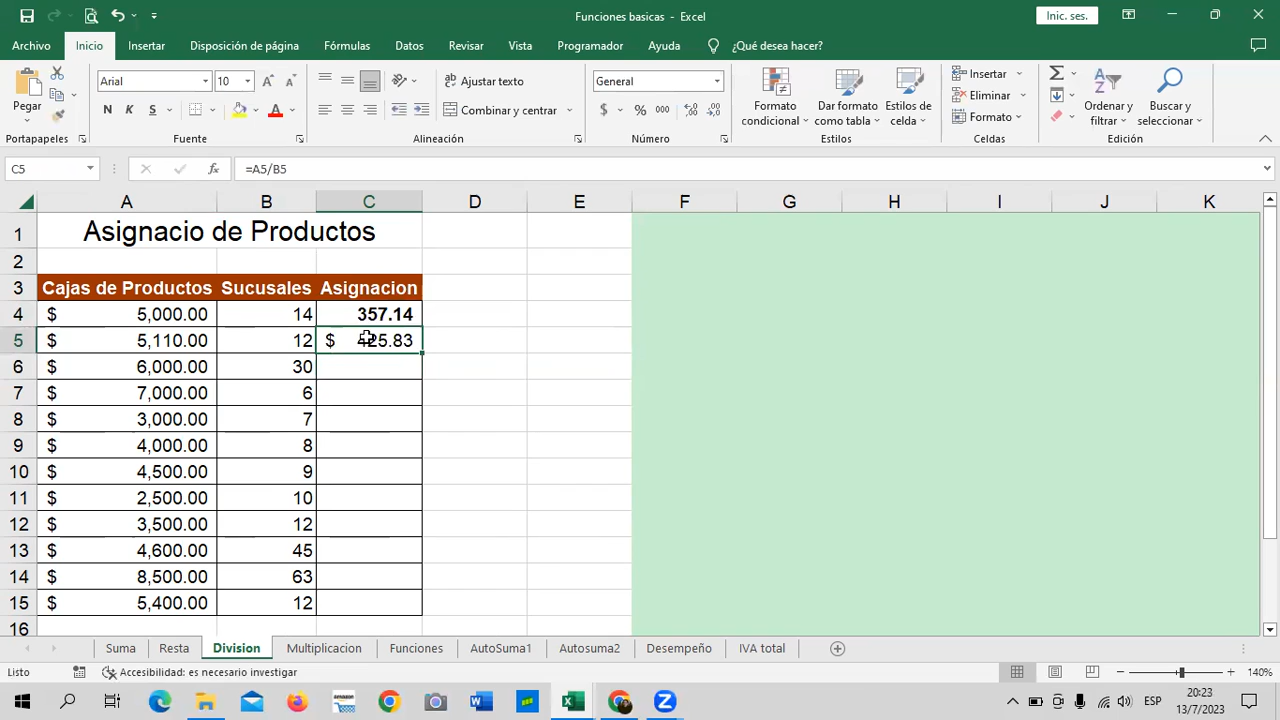 Funciones basicas - Excel
Inic. ses.
Archivo Inicio Insertar Disposición de página Fórmulas Datos Revisar Vista Programador Ayuda ¿Qué desea hacer?
Pegar
Arial 10
N K S
Ajustar texto
Combinar y centrar
General
$ % 000
Formato condicional
Dar formato como tabla
Estilos de celda
Insertar
Eliminar
Formato
Ordenar y filtrar
Buscar y seleccionar
Portapapeles Fuente Alineación Número Estilos Celdas Edición
C5 fx =A5/B5
A B C D E F G H I J K
1 Asignacio de Productos
2
3 Cajas de Productos Sucusales Asignacion
4 $ 5,000.00 14 357.14
5 $ 5,110.00 12 $ 425.83
6 $ 6,000.00 30
7 $ 7,000.00 6
8 $ 3,000.00 7
9 $ 4,000.00 8
10 $ 4,500.00 9
11 $ 2,500.00 10
12 $ 3,500.00 12
13 $ 4,600.00 45
14 $ 8,500.00 63
15 $ 5,400.00 12
16
Suma Resta Division Multiplicacion Funciones AutoSuma1 Autosuma2 Desempeño IVA total
Listo Accesibilidad: es necesario investigar 140%
ESP 20:23
13/7/2023